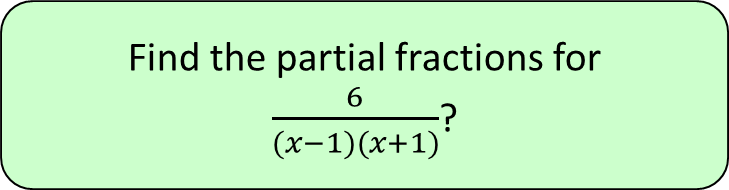 Find the partial fractions for
6
(x−1)(x+1)?